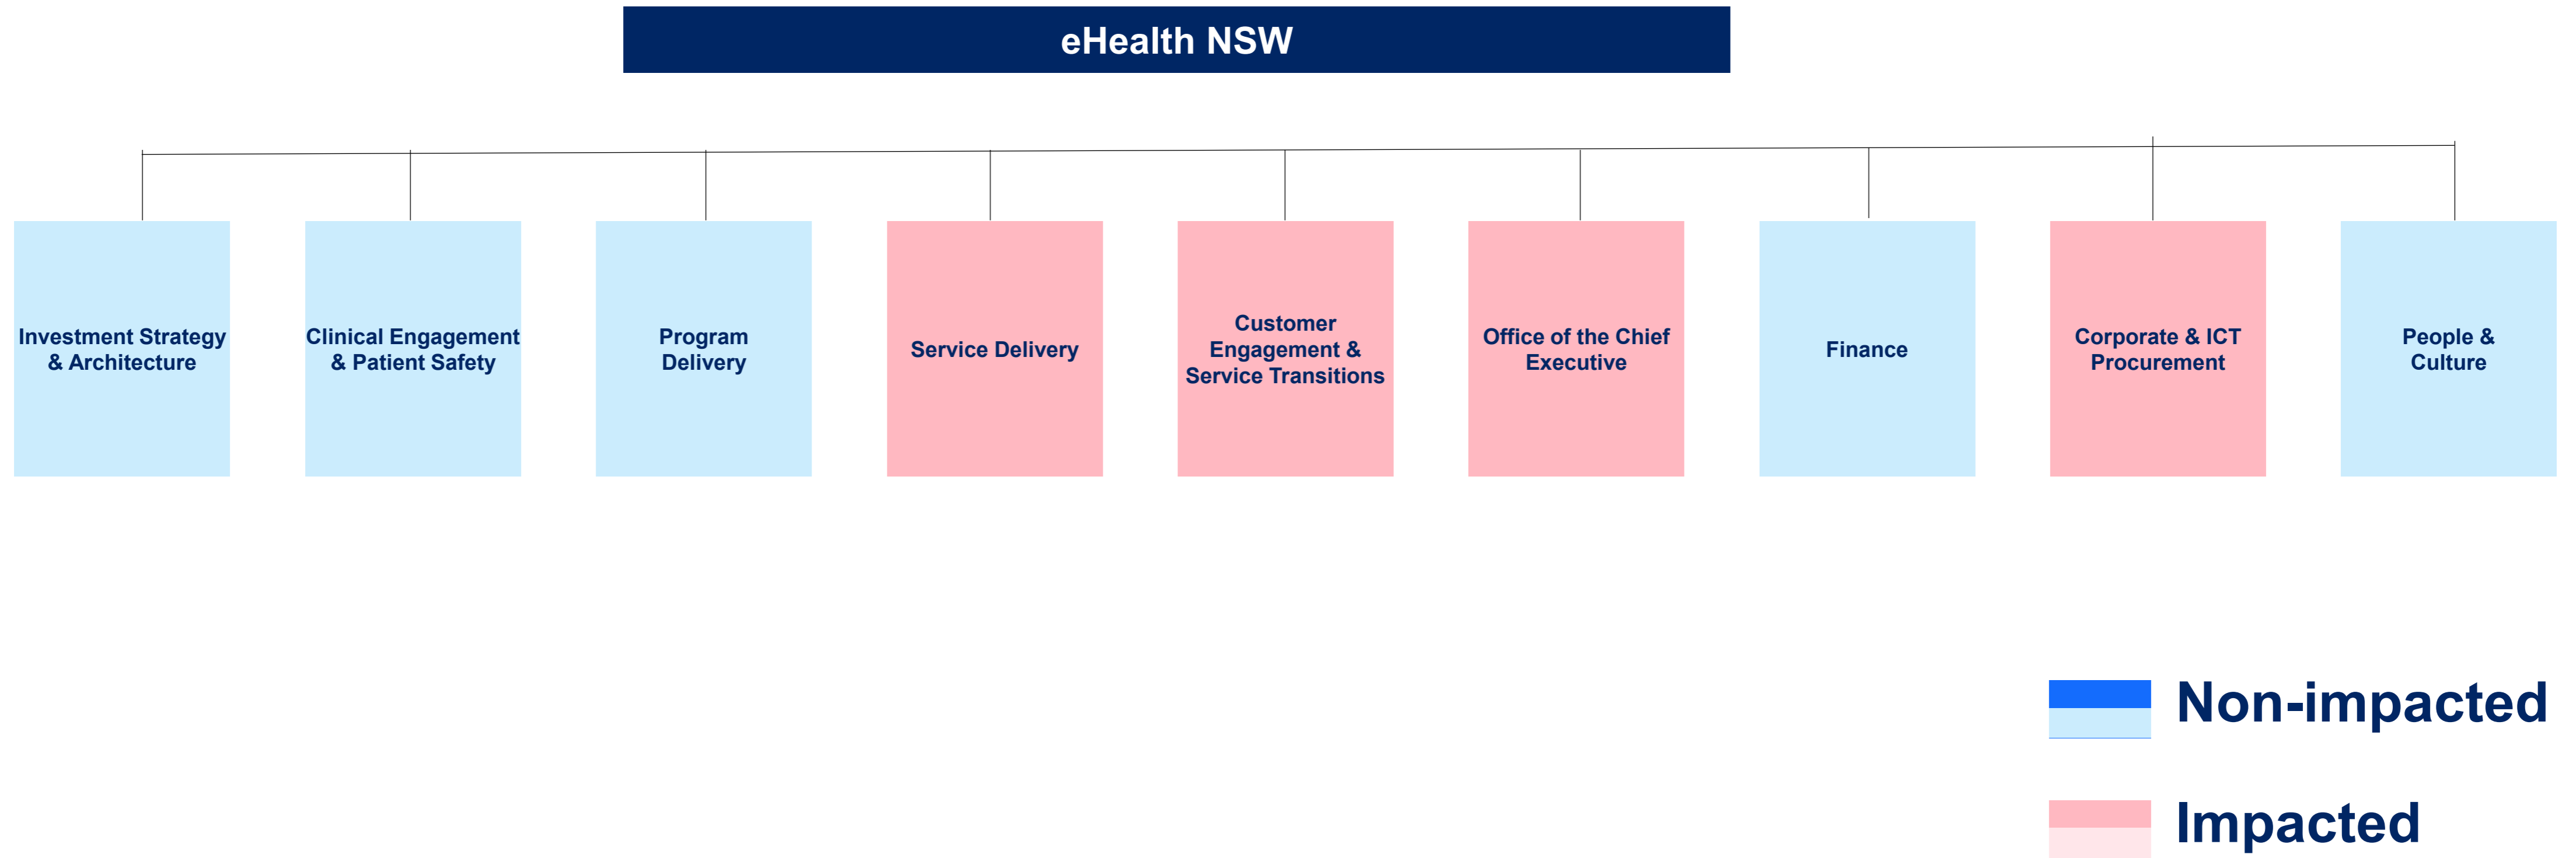 eHealth NSW
Investment Strategy
& Architecture
Clinical Engagement
& Patient Safety
Program
Delivery
Service Delivery
Customer
Engagement &
Service Transitions
Office of the Chief
Executive
Finance
Corporate & ICT
Procurement
People &
Culture
Non-impacted
Impacted